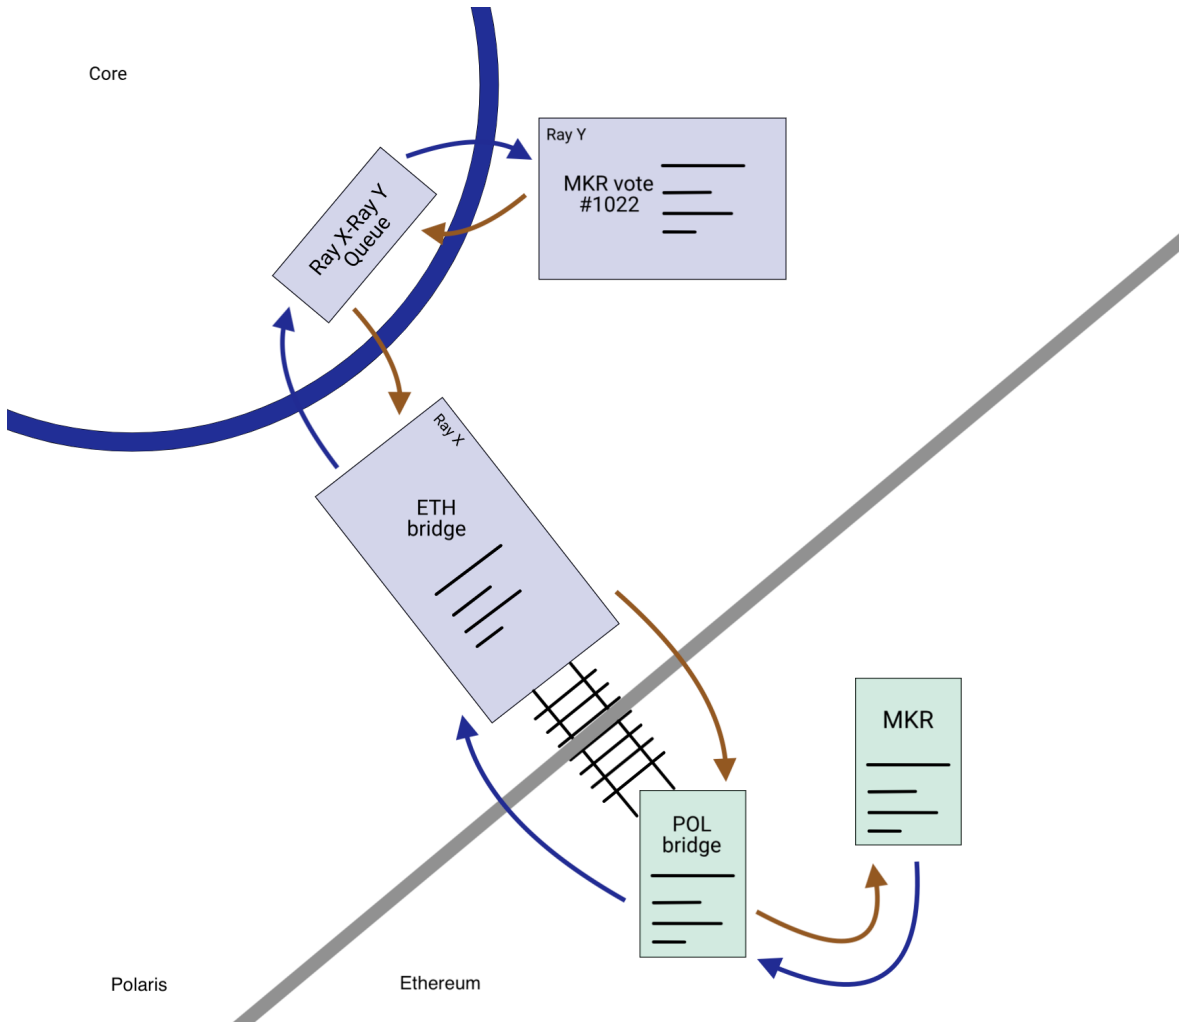 Core
Ray X-Ray Y
Queue
Ray Y
MKR vote
#1022
Ray X
ETH
bridge
MKR
POL
bridge
Polaris
Ethereum